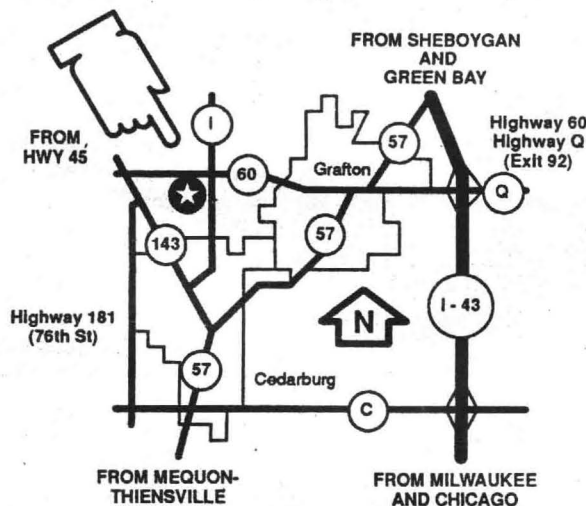 FROM SHEBOYGAN
AND
GREEN BAY
FROM
HWY 45
I
57
Highway 60
Highway Q
(Exit 92)
Grafton
60
Q
57
143
Highway 181
(76th St)
N
I - 43
57
Cedarburg
C
FROM MEQUON-
THIENSVILLE
FROM MILWAUKEE
AND CHICAGO